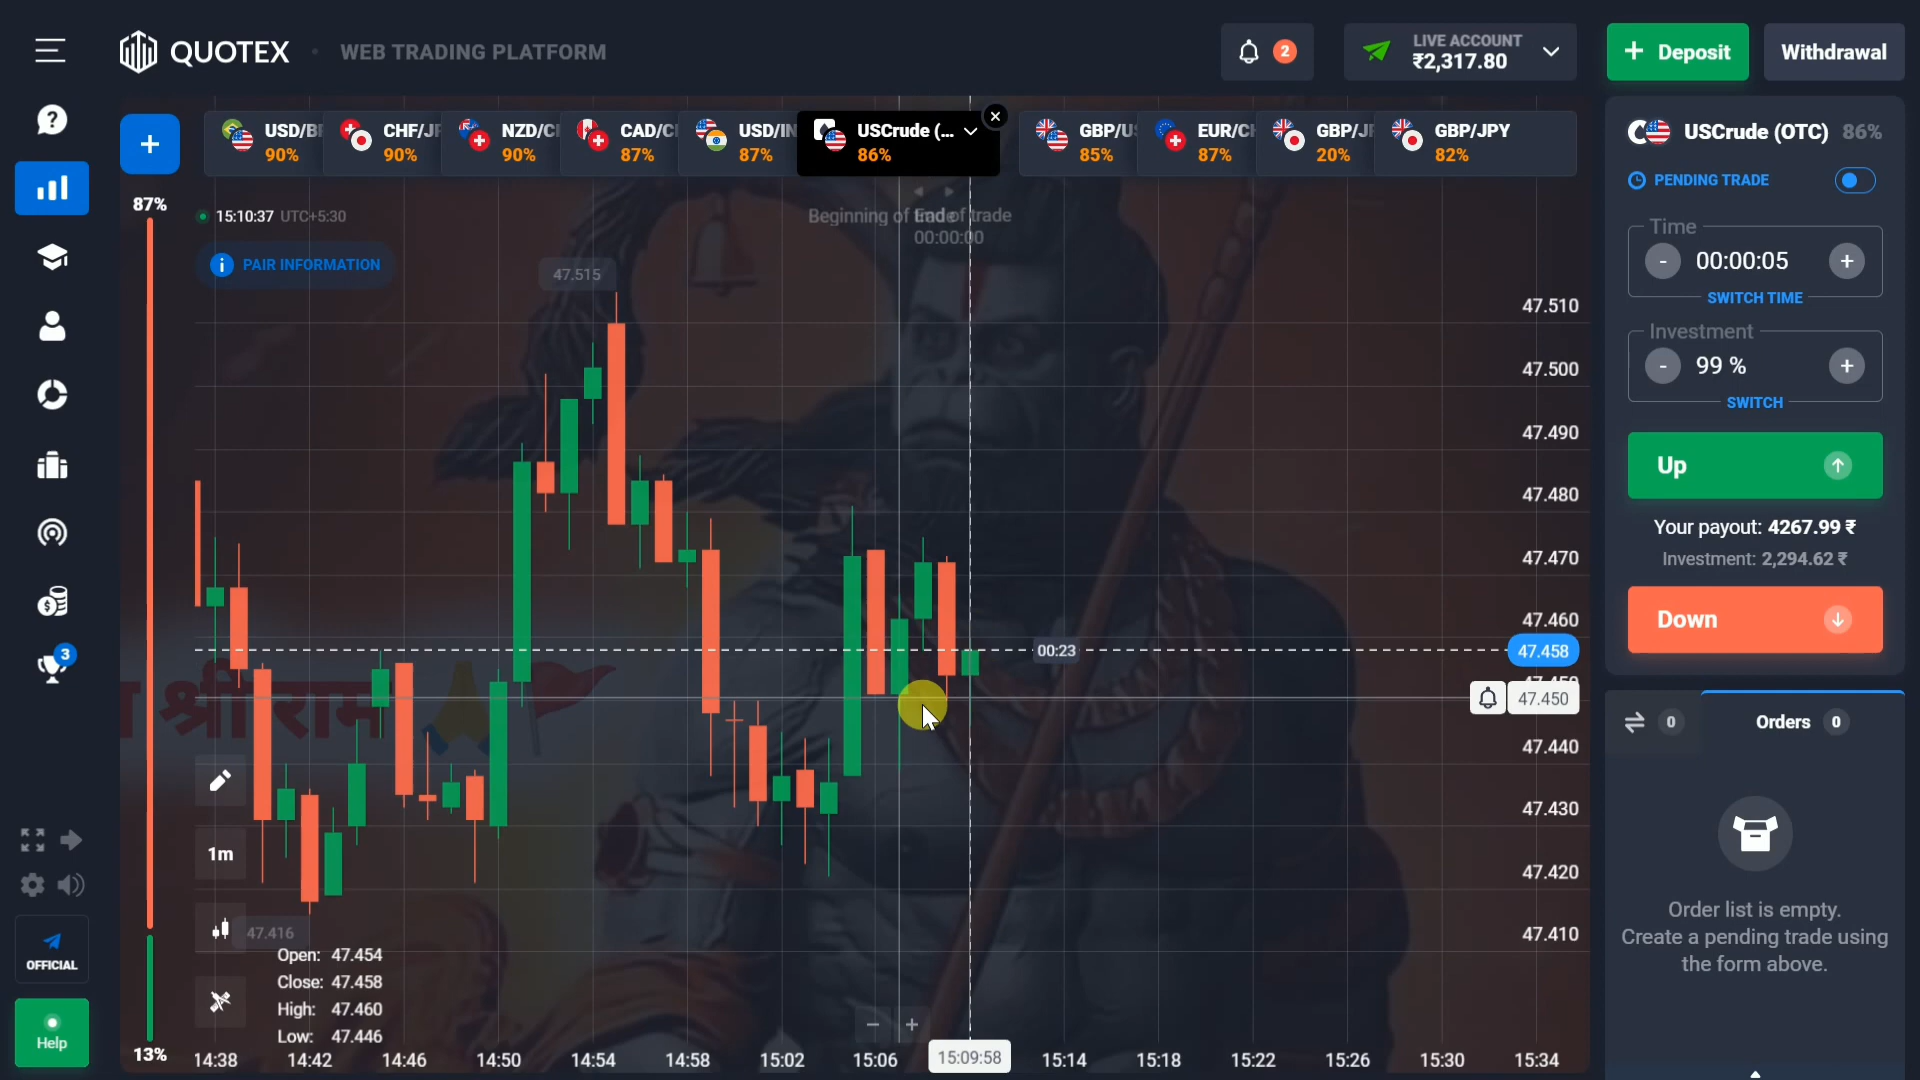 QUOTEX
WEB TRADING PLATFORM
2
LIVE ACCOUNT
₹2,317.80
+ Deposit
Withdrawal
+
USD/B
90%
CHF/J
90%
NZD/C
90%
CAD/C
87%
USD/IN
87%
USCrude (...
86%
GBP/U
85%
EUR/C
87%
GBP/J
20%
GBP/JPY
82%
87%
15:10:37 UTC+5:30
i PAIR INFORMATION
Beginning of trade
End of trade
00:00:00
47.515
47.510
47.500
47.490
47.480
47.470
47.460
00:23
47.458
47.450
47.450
47.440
47.430
47.420
47.410
श्रीराम
1m
47.416
Open: 47.454
Close: 47.458
High: 47.460
Low: 47.446
− +
14:38
14:42
14:46
14:50
14:54
14:58
15:02
15:06
15:09:58
15:14
15:18
15:22
15:26
15:30
15:34
13%
3
OFFICIAL
Help
USCrude (OTC) 86%
PENDING TRADE
Time
- 00:00:05 +
SWITCH TIME
Investment
- 99 % +
SWITCH
Up
Your payout: 4267.99 ₹
Investment: 2,294.62 ₹
Down
0
Orders 0
Order list is empty.
Create a pending trade using
the form above.